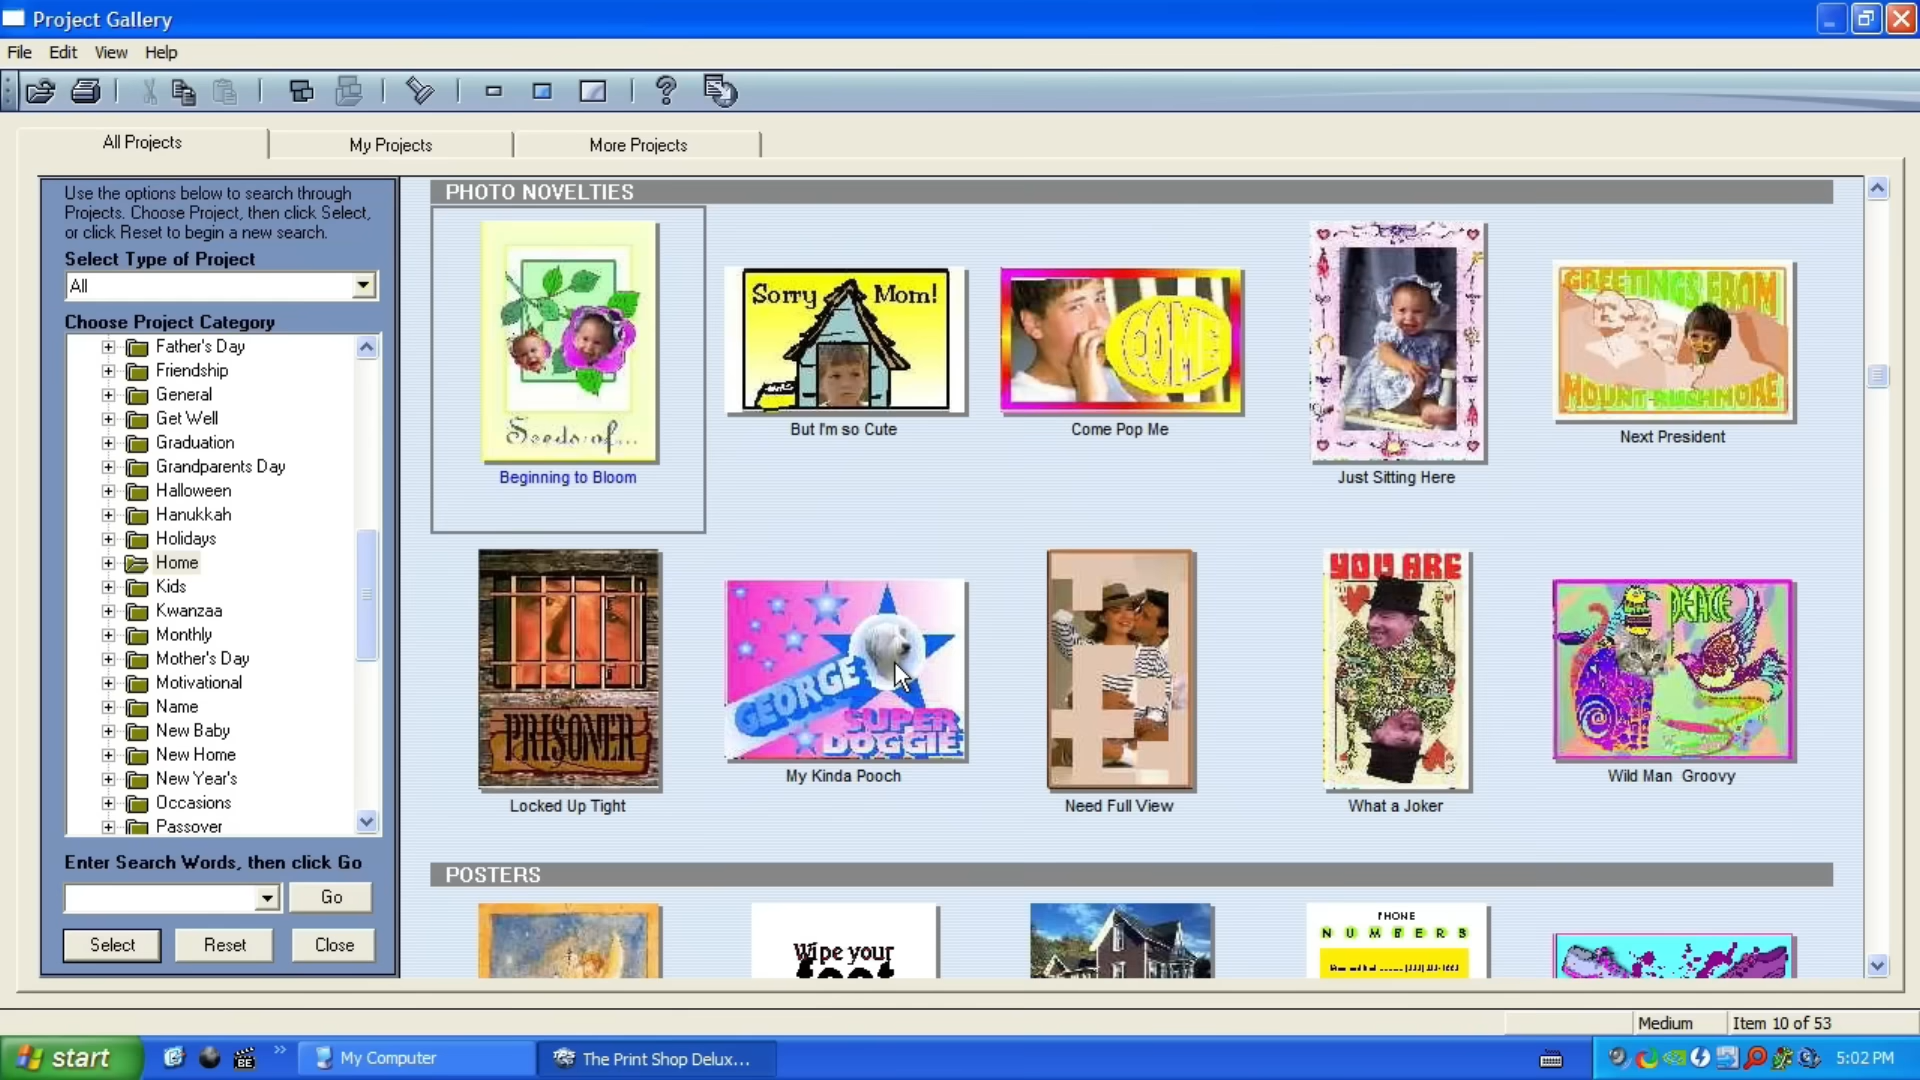 Project Gallery
File Edit View Help
All Projects
My Projects
More Projects
Use the options below to search through
Projects. Choose Project, then click Select,
or click Reset to begin a new search.
Select Type of Project
All
Choose Project Category
Father's Day
Friendship
General
Get Well
Graduation
Grandparents Day
Halloween
Hanukkah
Holidays
Home
Kids
Kwanzaa
Monthly
Mother's Day
Motivational
Name
New Baby
New Home
New Year's
Occasions
Passover
Enter Search Words, then click Go
Go
Select
Reset
Close
PHOTO NOVELTIES
Seeds of...
Beginning to Bloom
Sorry Mom!
But I'm so Cute
COME
Come Pop Me
Just Sitting Here
GREETINGS FROM
MOUNT RUSHMORE
Next President
PRISONER
Locked Up Tight
GEORGE
SUPER
DOGGIE
My Kinda Pooch
Need Full View
YOU ARE
What a Joker
PEACE
Wild Man Groovy
POSTERS
Wipe your
feet
PHONE
NUMBERS
Medium
Item 10 of 53
start
BE
My Computer
The Print Shop Delux...
5:02 PM